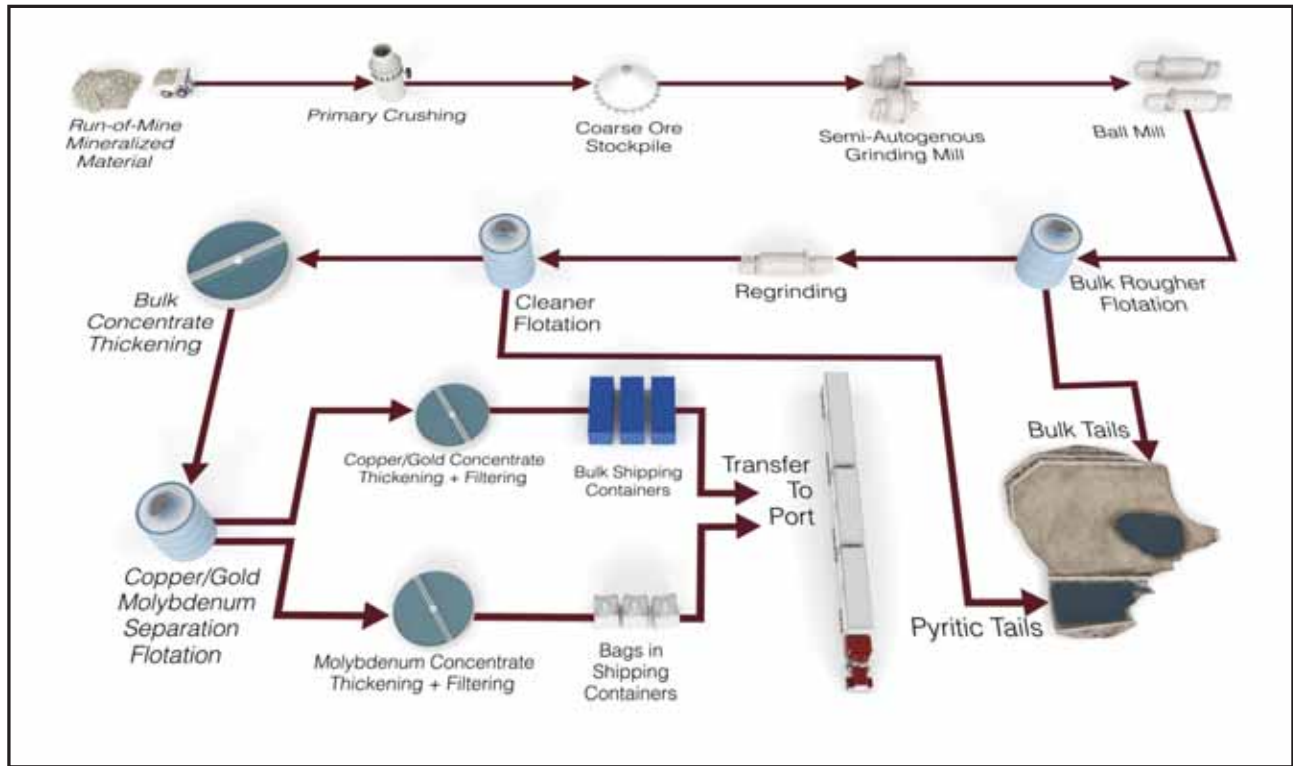 Run-of-Mine
Mineralized
Material
Primary Crushing
Coarse Ore
Stockpile
Semi-Autogenous
Grinding Mill
Ball Mill
Bulk
Concentrate
Thickening
Cleaner
Flotation
Regrinding
Bulk Rougher
Flotation
Copper/Gold Concentrate
Thickening + Filtering
Bulk Shipping
Containers
Transfer
To
Port
Bulk Tails
Copper/Gold
Molybdenum
Separation
Flotation
Molybdenum Concentrate
Thickening + Filtering
Bags in
Shipping
Containers
Pyritic Tails